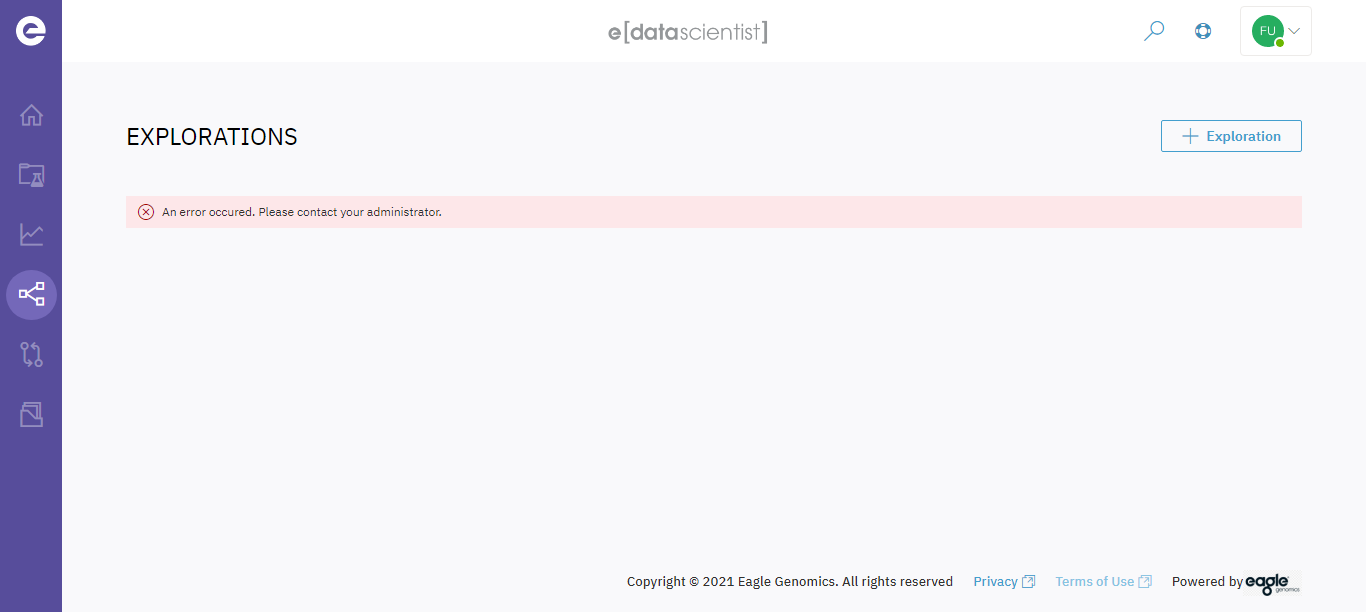 e[datascientist]
FU
EXPLORATIONS
Exploration
An error occured. Please contact your administrator.
Copyright © 2021 Eagle Genomics. All rights reserved Privacy Terms of Use Powered by eagle genomics